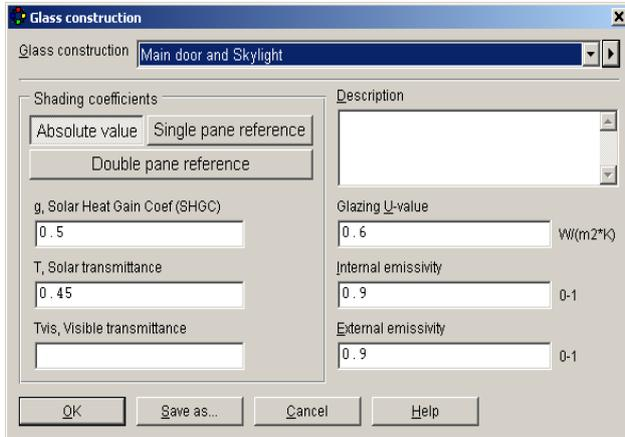 Glass construction
Glass construction Main door and Skylight
Shading coefficients
Absolute value Single pane reference
Double pane reference
g, Solar Heat Gain Coef (SHGC)
0.5
T, Solar transmittance
0.45
Tvis, Visible transmittance
Description
Glazing U-value
0.6 W/(m2*K)
Internal emissivity
0.9 0-1
External emissivity
0.9 0-1
OK Save as... Cancel Help